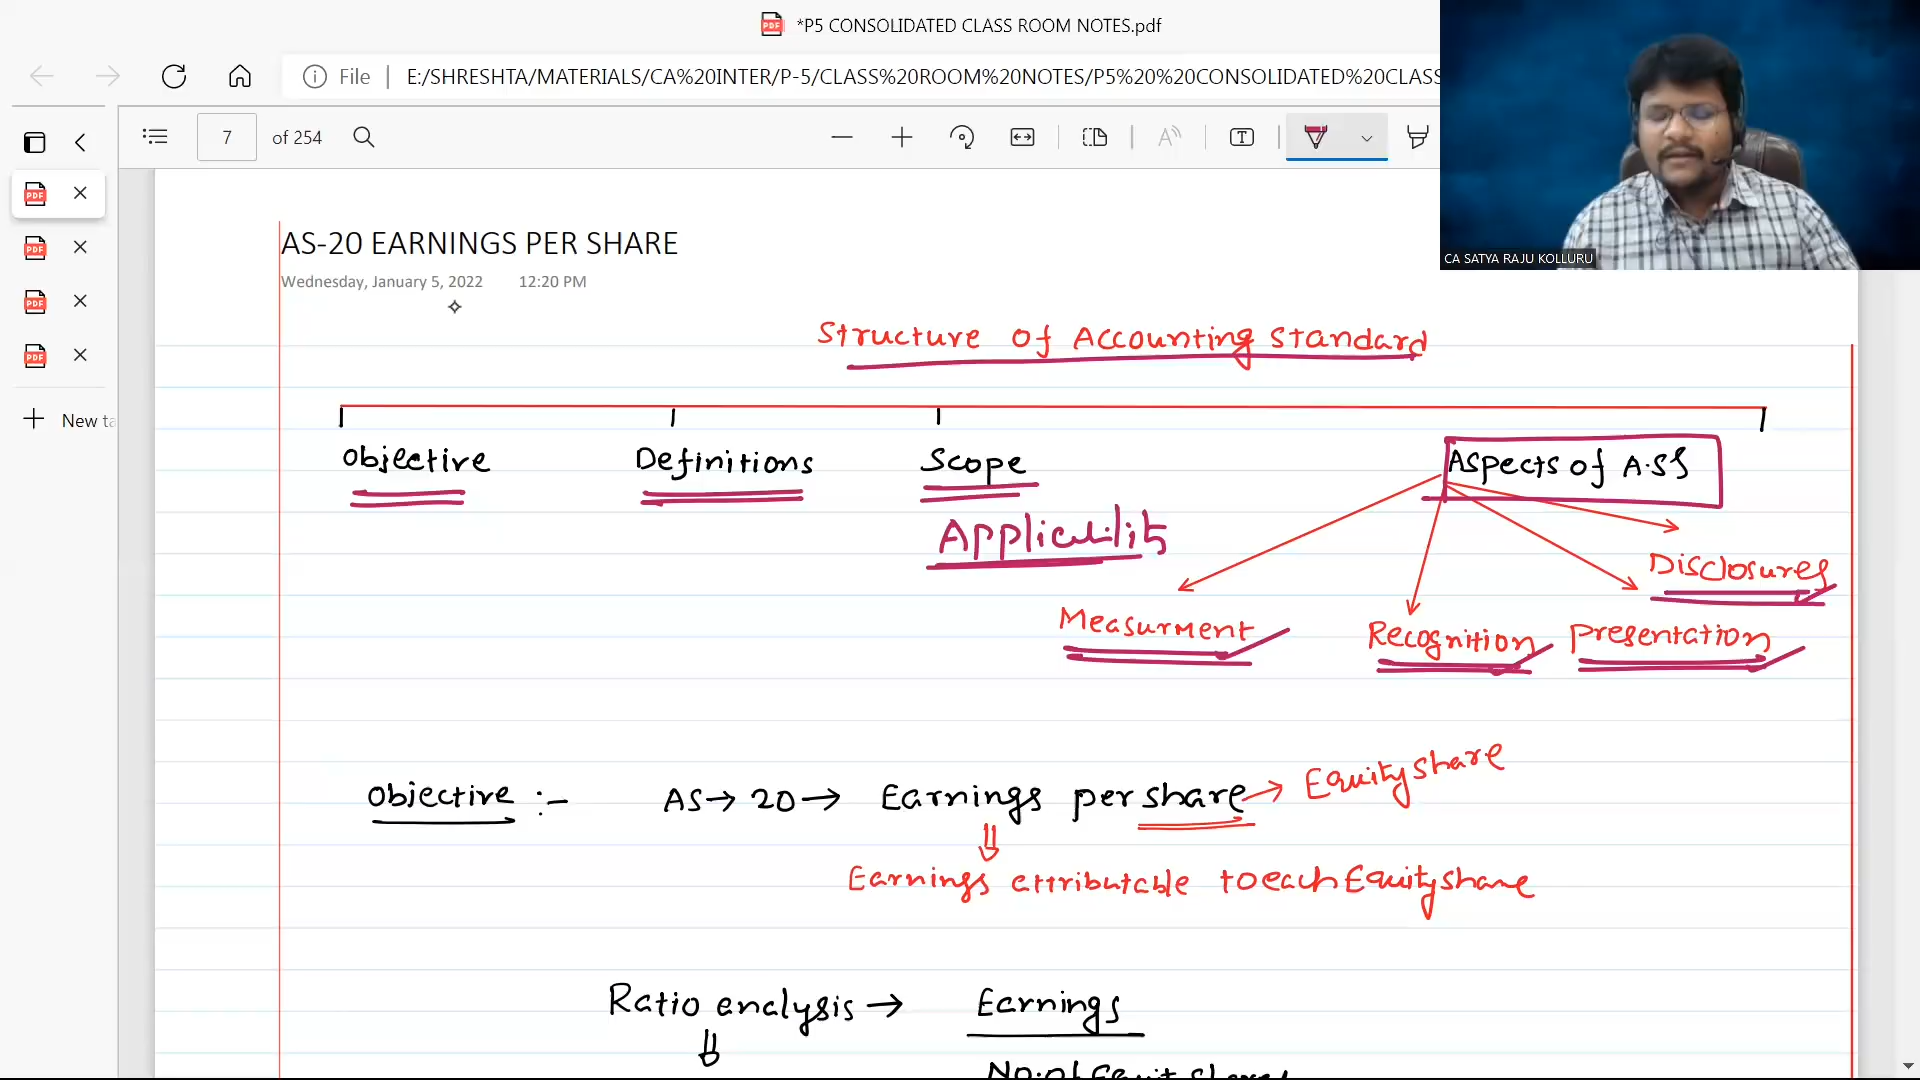 *P5 CONSOLIDATED CLASS ROOM NOTES.pdf
File E:/SHRESHTA/MATERIALS/CA%20INTER/P-5/CLASS%20ROOM%20NOTES/P5%20%20CONSOLIDATED%20CLASS
7 of 254
CA SATYA RAJU KOLLURU
New ta
AS-20 EARNINGS PER SHARE
Wednesday, January 5, 2022 12:20 PM
Structure of Accounting Standard
Objective Definitions Scope Aspects of A.SS
Disclosures
Measurment Recognition Presentation
Objective :- AS→ 20→ Earnings per share → Equity share
Earnings attributable to each Equity share
Ratio analysis → Earnings